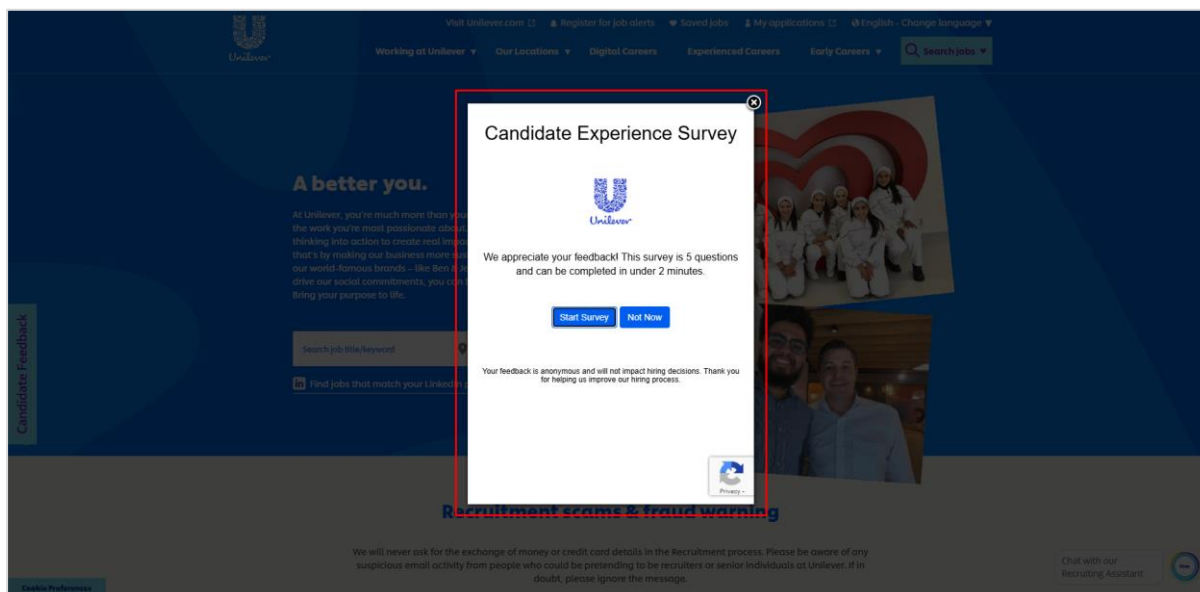 Visit Unilever.com
Register for job alerts
Saved jobs
My applications
English - Change language
Unilever
Working at Unilever
Our Locations
Digital Careers
Experienced Careers
Early Careers
Search jobs
Candidate Experience Survey
Unilever
We appreciate your feedback! This survey is 5 questions
and can be completed in under 2 minutes.
Start Survey
Not Now
Your feedback is anonymous and will not impact hiring decisions. Thank you
for helping us improve our hiring process.
Privacy -
A better you.
At Unilever, you're much more than
the work you're most passionate about,
thinking into action to create real
that's by making our business more
our world-famous brands – like Ben &
drive our social commitments, you can
Bring your purpose to life.
Search job title/keyword
in Find jobs that match your LinkedIn
Candidate Feedback
Recruitment scams & fraud warning
We will never ask for the exchange of money or credit card details in the Recruitment process. Please be aware of any
suspicious email activity from people who could be pretending to be recruiters or senior individuals at Unilever. If in
doubt, please ignore the message.
Chat with our
Recruiting Assistant
Cookie Preferences